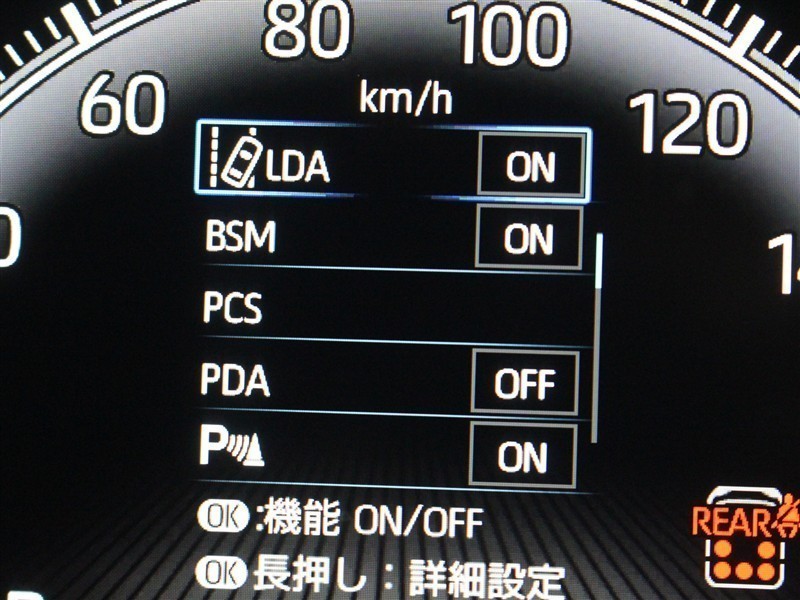 80 100
60 km/h 120
LDA ON
BSM ON
PCS
PDA OFF
P ON
OK:機能 ON/OFF
OK長押し:詳細設定
REAR